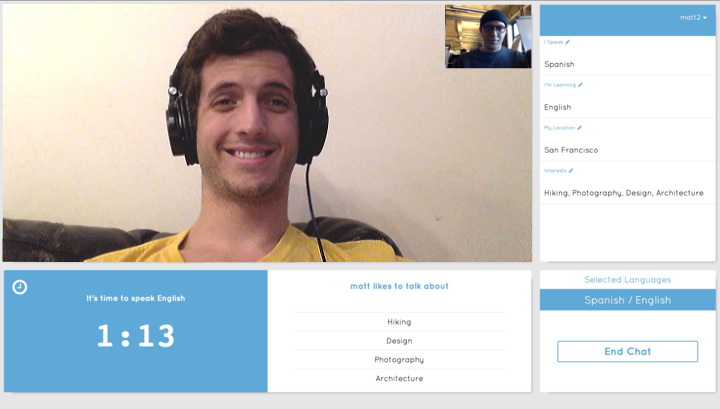 matt2
I Speak
Spanish
I'm Learning
English
My Location
San Francisco
Interests
Hiking, Photography, Design, Architecture
It's time to speak English
1:13
matt likes to talk about
Hiking
Design
Photography
Architecture
Selected Languages
Spanish / English
End Chat